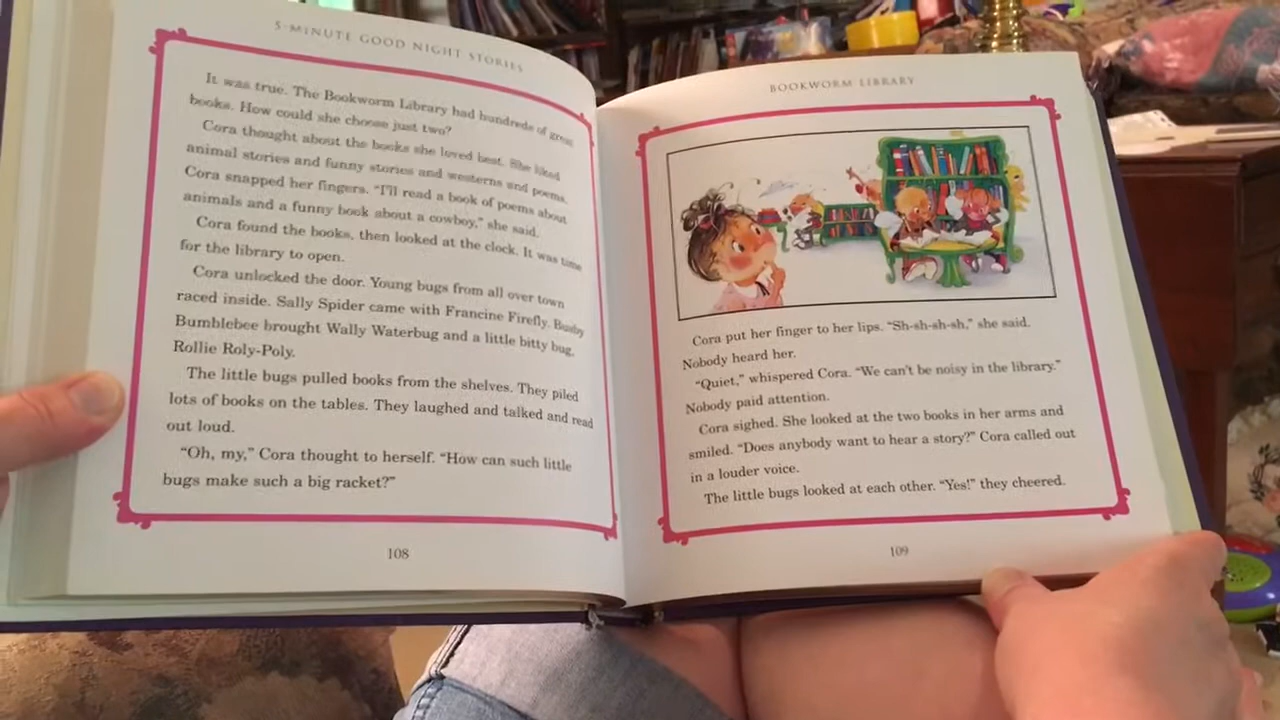 5-MINUTE GOOD NIGHT STORIES
It was true. The Bookworm Library had hundreds of great
books. How could she choose just two?
Cora thought about the books she loved best. She liked
animal stories and funny stories and westerns and poems.
Cora snapped her fingers. “I’ll read a book of poems about
animals and a funny book about a cowboy,” she said.
Cora found the books, then looked at the clock. It was time
for the library to open.
Cora unlocked the door. Young bugs from all over town
raced inside. Sally Spider came with Francine Firefly. Busby
Bumblebee brought Wally Waterbug and a little bitty bug,
Rollie Roly-Poly.
The little bugs pulled books from the shelves. They piled
lots of books on the tables. They laughed and talked and read
out loud.
“Oh, my,” Cora thought to herself. “How can such little
bugs make such a big racket?”
108
BOOKWORM LIBRARY
Cora put her finger to her lips. “Sh-sh-sh-sh,” she said.
Nobody heard her.
“Quiet,” whispered Cora. “We can’t be noisy in the library.”
Nobody paid attention.
Cora sighed. She looked at the two books in her arms and
smiled. “Does anybody want to hear a story?” Cora called out
in a louder voice.
The little bugs looked at each other. “Yes!” they cheered.
109